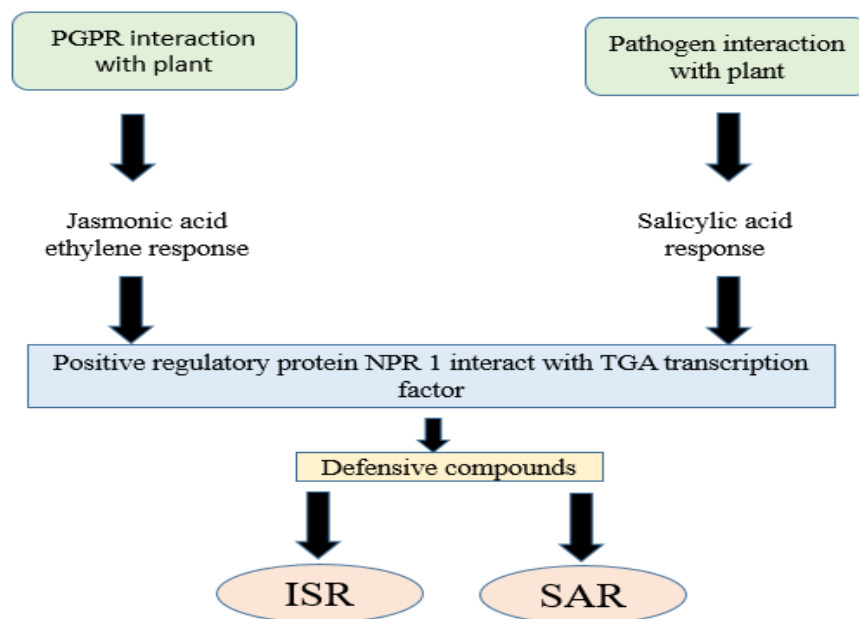 PGPR interaction
with plant
Pathogen interaction
with plant
Jasmonic acid
ethylene response
Salicylic acid
response
Positive regulatory protein NPR 1 interact with TGA transcription
factor
Defensive compounds
ISR
SAR